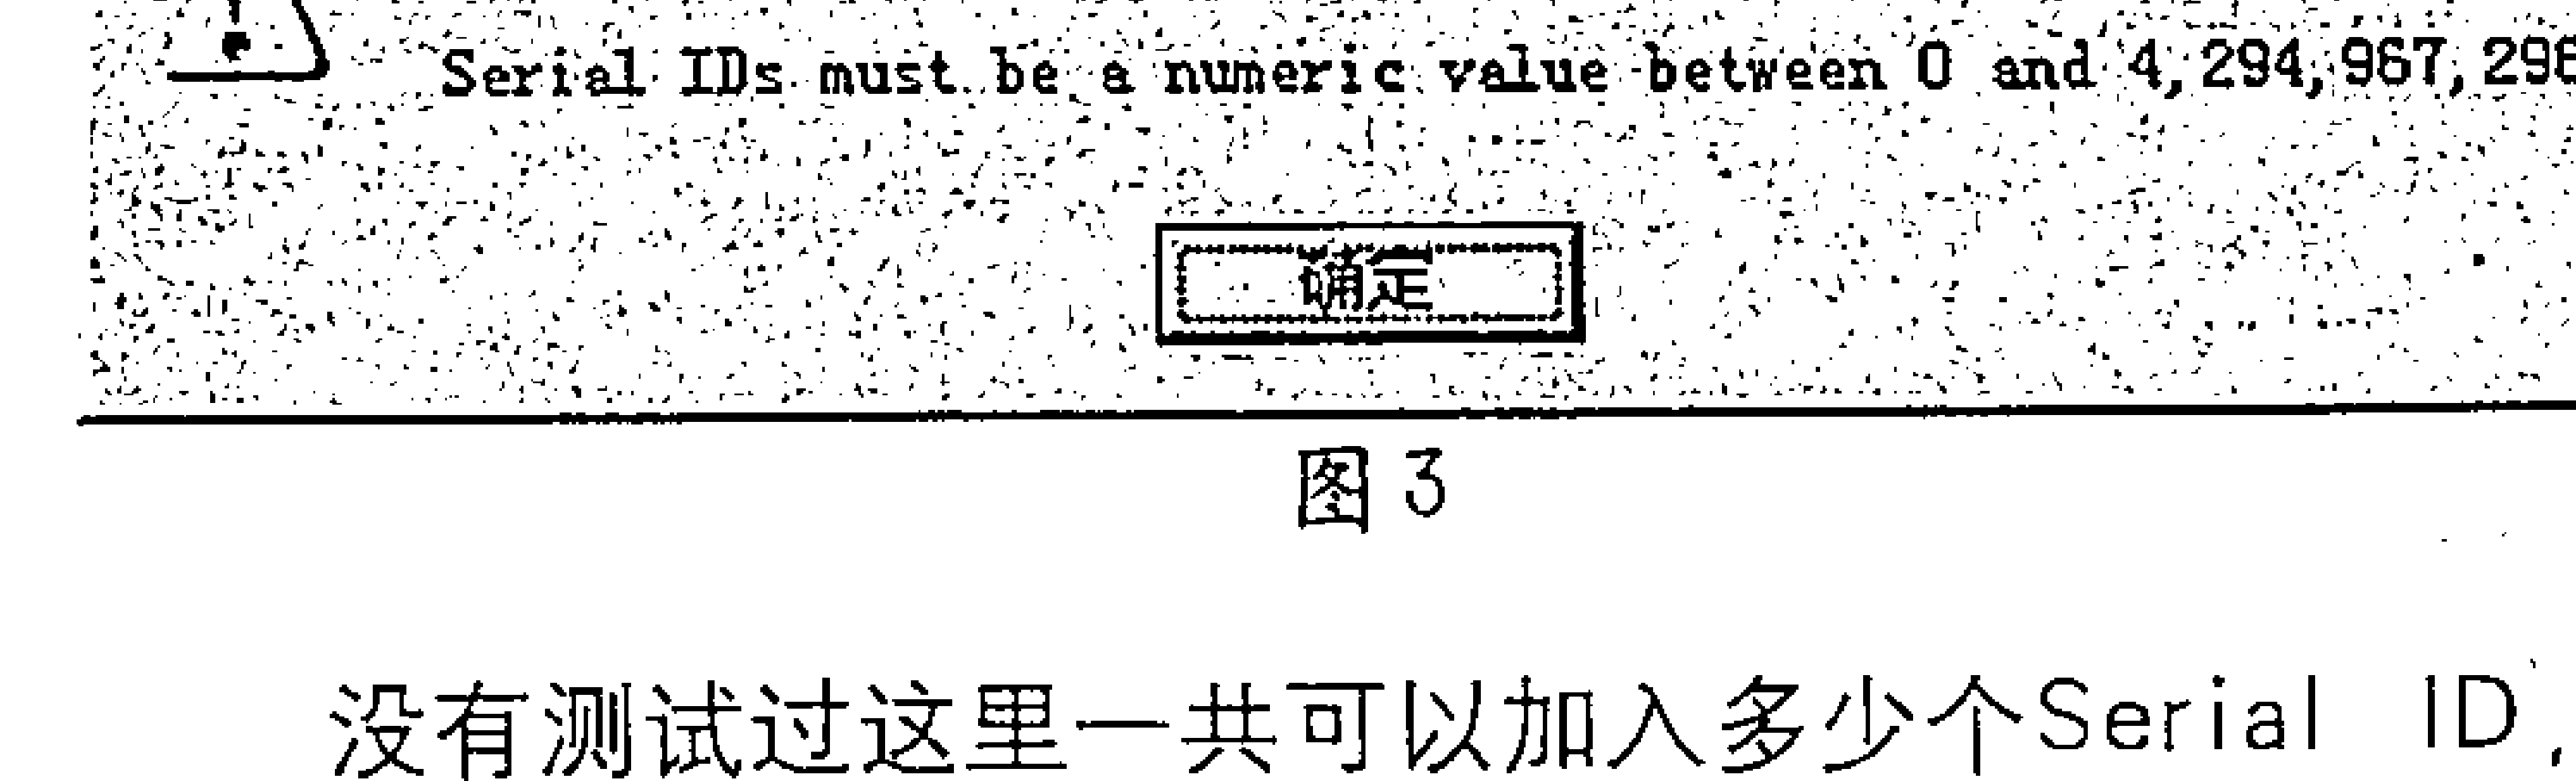 Serial IDs must be a numeric value between 0 and 4,294,967,296
确定
图 3
没有测试过这里一共可以加入多少个Serial ID,